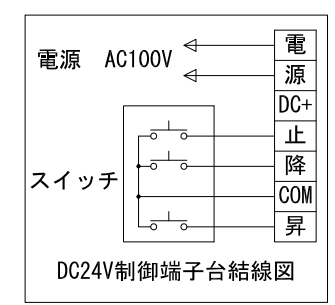 電源 AC100V
電
源
DC+
止
降
COM
昇
スイッチ
DC24V制御端子台結線図